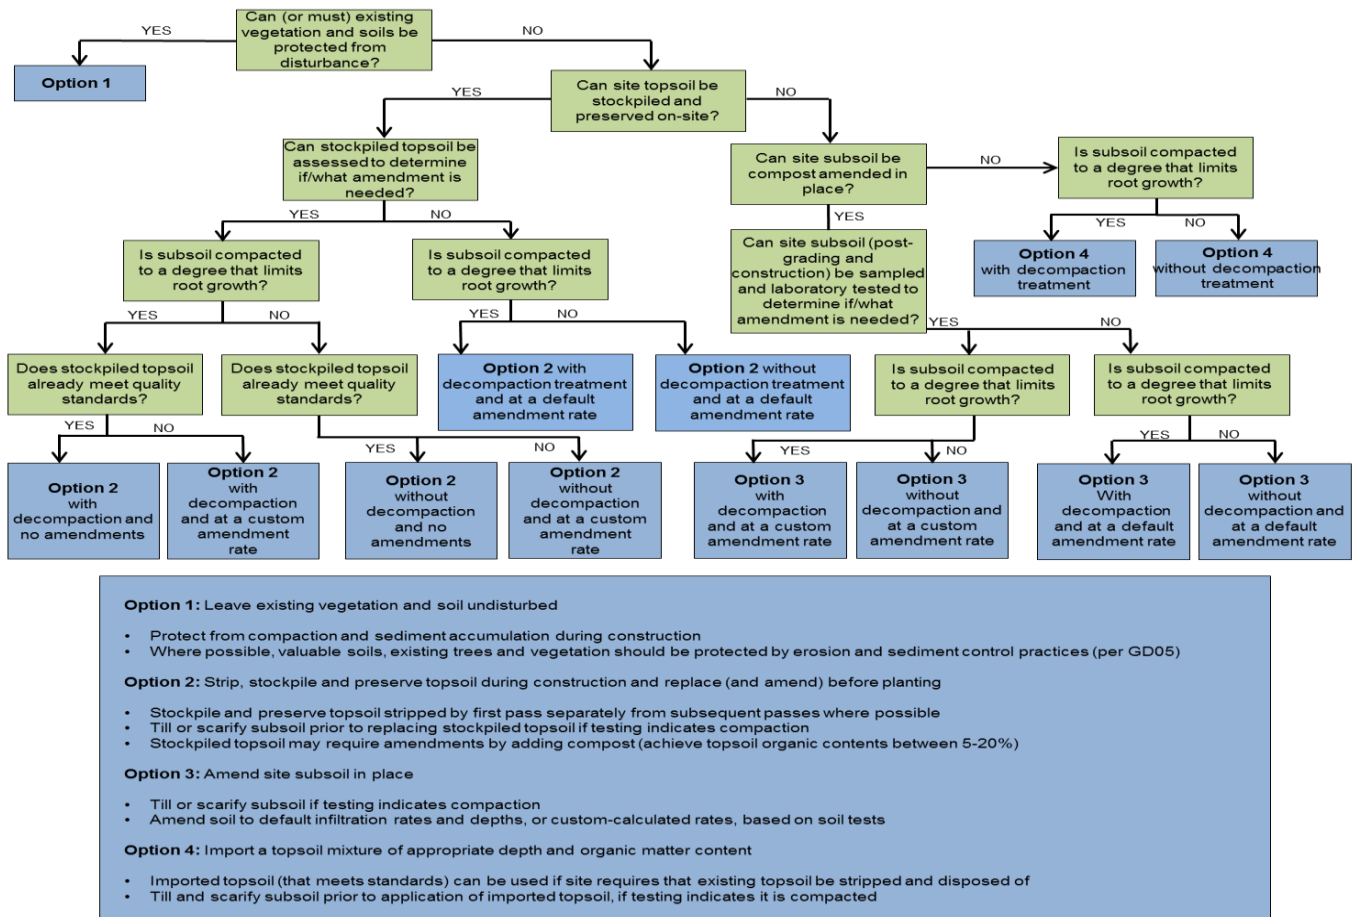 Can (or must) existing
vegetation and soils be
protected from
disturbance?
YES
NO
Option 1
Can site topsoil be
stockpiled and
preserved on-site?
YES
NO
Can stockpiled topsoil be
assessed to determine
if/what amendment is
needed?
Can site subsoil be
compost amended in
place?
NO
Is subsoil compacted
to a degree that limits
root growth?
YES
NO
YES
YES
NO
Is subsoil compacted
to a degree that limits
root growth?
Is subsoil compacted
to a degree that limits
root growth?
Can site subsoil (post-
grading and
construction) be sampled
and laboratory tested to
determine if/what
amendment is needed?
Option 4
with decompaction
treatment
Option 4
without decompaction
treatment
YES
NO
YES
NO
YES
NO
Does stockpiled topsoil
already meet quality
standards?
Does stockpiled topsoil
already meet quality
standards?
Option 2 with
decompaction treatment
and at a default
amendment rate
Option 2 without
decompaction treatment
and at a default
amendment rate
Is subsoil compacted
to a degree that limits
root growth?
Is subsoil compacted
to a degree that limits
root growth?
YES
NO
YES
NO
YES
NO
YES
NO
Option 2
with
decompaction and
no amendments
Option 2
with
decompaction
and at a custom
amendment
rate
Option 2
without
decompaction
and no
amendments
Option 2
without
decompaction
and at a custom
amendment
rate
Option 3
with
decompaction
and at a custom
amendment rate
Option 3
without
decompaction and
at a custom
amendment rate
Option 3
With
decompaction
and at a default
amendment rate
Option 3
without
decompaction and
at a default
amendment rate
Option 1: Leave existing vegetation and soil undisturbed
• Protect from compaction and sediment accumulation during construction
• Where possible, valuable soils, existing trees and vegetation should be protected by erosion and sediment control practices (per GD05)
Option 2: Strip, stockpile and preserve topsoil during construction and replace (and amend) before planting
• Stockpile and preserve topsoil stripped by first pass separately from subsequent passes where possible
• Till or scarify subsoil prior to replacing stockpiled topsoil if testing indicates compaction
• Stockpiled topsoil may require amendments by adding compost (achieve topsoil organic contents between 5-20%)
Option 3: Amend site subsoil in place
• Till or scarify subsoil if testing indicates compaction
• Amend soil to default infiltration rates and depths, or custom-calculated rates, based on soil tests
Option 4: Import a topsoil mixture of appropriate depth and organic matter content
• Imported topsoil (that meets standards) can be used if site requires that existing topsoil be stripped and disposed of
• Till and scarify subsoil prior to application of imported topsoil, if testing indicates it is compacted